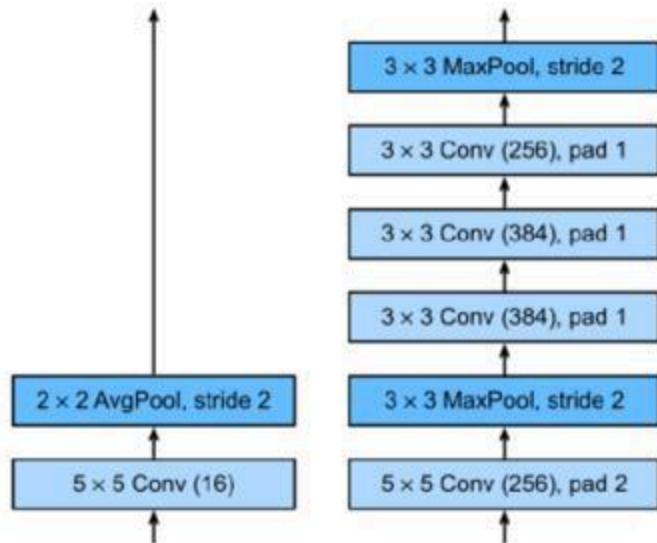 3 × 3 MaxPool, stride 2
3 × 3 Conv (256), pad 1
3 × 3 Conv (384), pad 1
3 × 3 Conv (384), pad 1
2 × 2 AvgPool, stride 2
3 × 3 MaxPool, stride 2
5 × 5 Conv (16)
5 × 5 Conv (256), pad 2